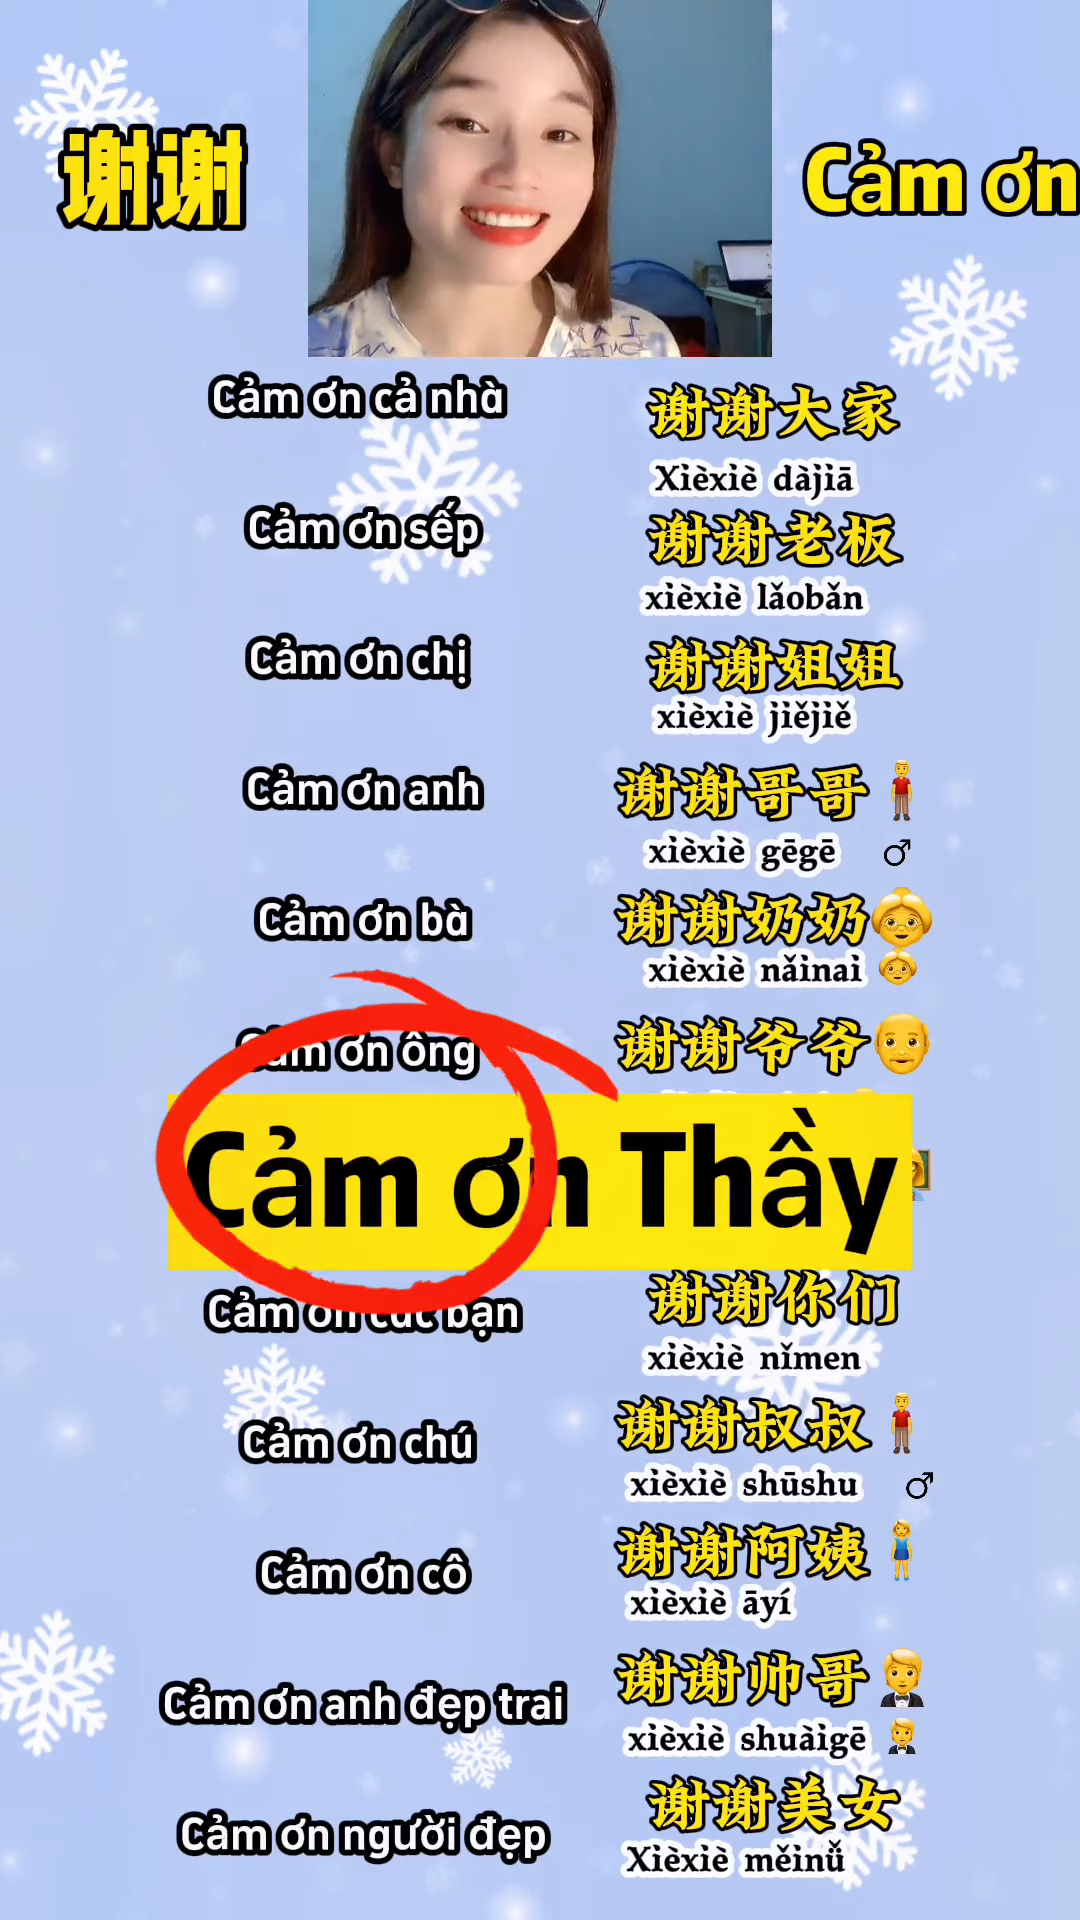 谢谢
Cảm ơn
Cảm ơn cả nhà
谢谢大家
Xièxiè dàjiā
Cảm ơn sếp
谢谢老板
xièxiè lǎobǎn
Cảm ơn chị
谢谢姐姐
xièxiè jiějiě
Cảm ơn anh
谢谢哥哥
xièxiè gēgē
Cảm ơn bà
谢谢奶奶
xièxiè nǎinai
Cảm ơn ông
谢谢爷爷
Cảm ơn Thầy
Cảm ơn các bạn
谢谢你们
xièxiè nǐmen
Cảm ơn chú
谢谢叔叔
xièxiè shūshu
Cảm ơn cô
谢谢阿姨
xièxiè āyí
Cảm ơn anh đẹp trai
谢谢帅哥
xièxiè shuàigē
Cảm ơn người đẹp
谢谢美女
Xièxiè měinǚ